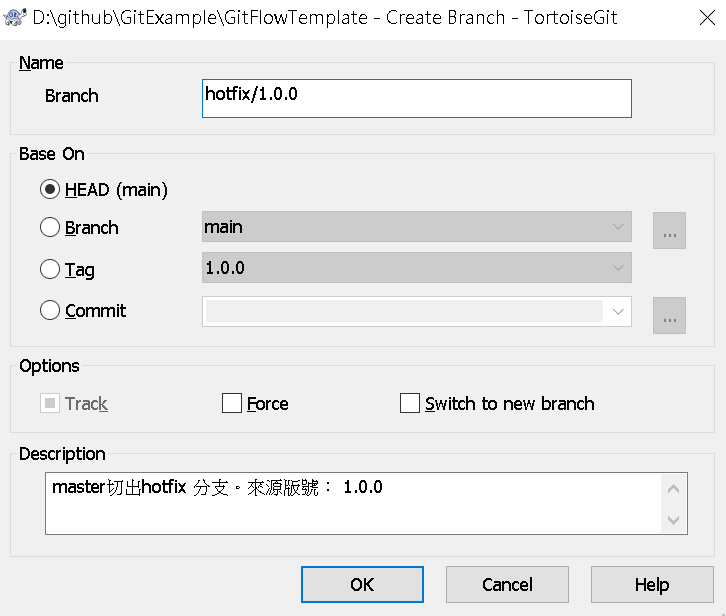 D:\github\GitExample\GitFlowTemplate - Create Branch - TortoiseGit
Name
Branch
hotfix/1.0.0
Base On
HEAD (main)
Branch
main
...
Tag
1.0.0
Commit
...
Options
Track
Force
Switch to new branch
Description
master切出hotfix 分支。來源版號： 1.0.0
OK
Cancel
Help